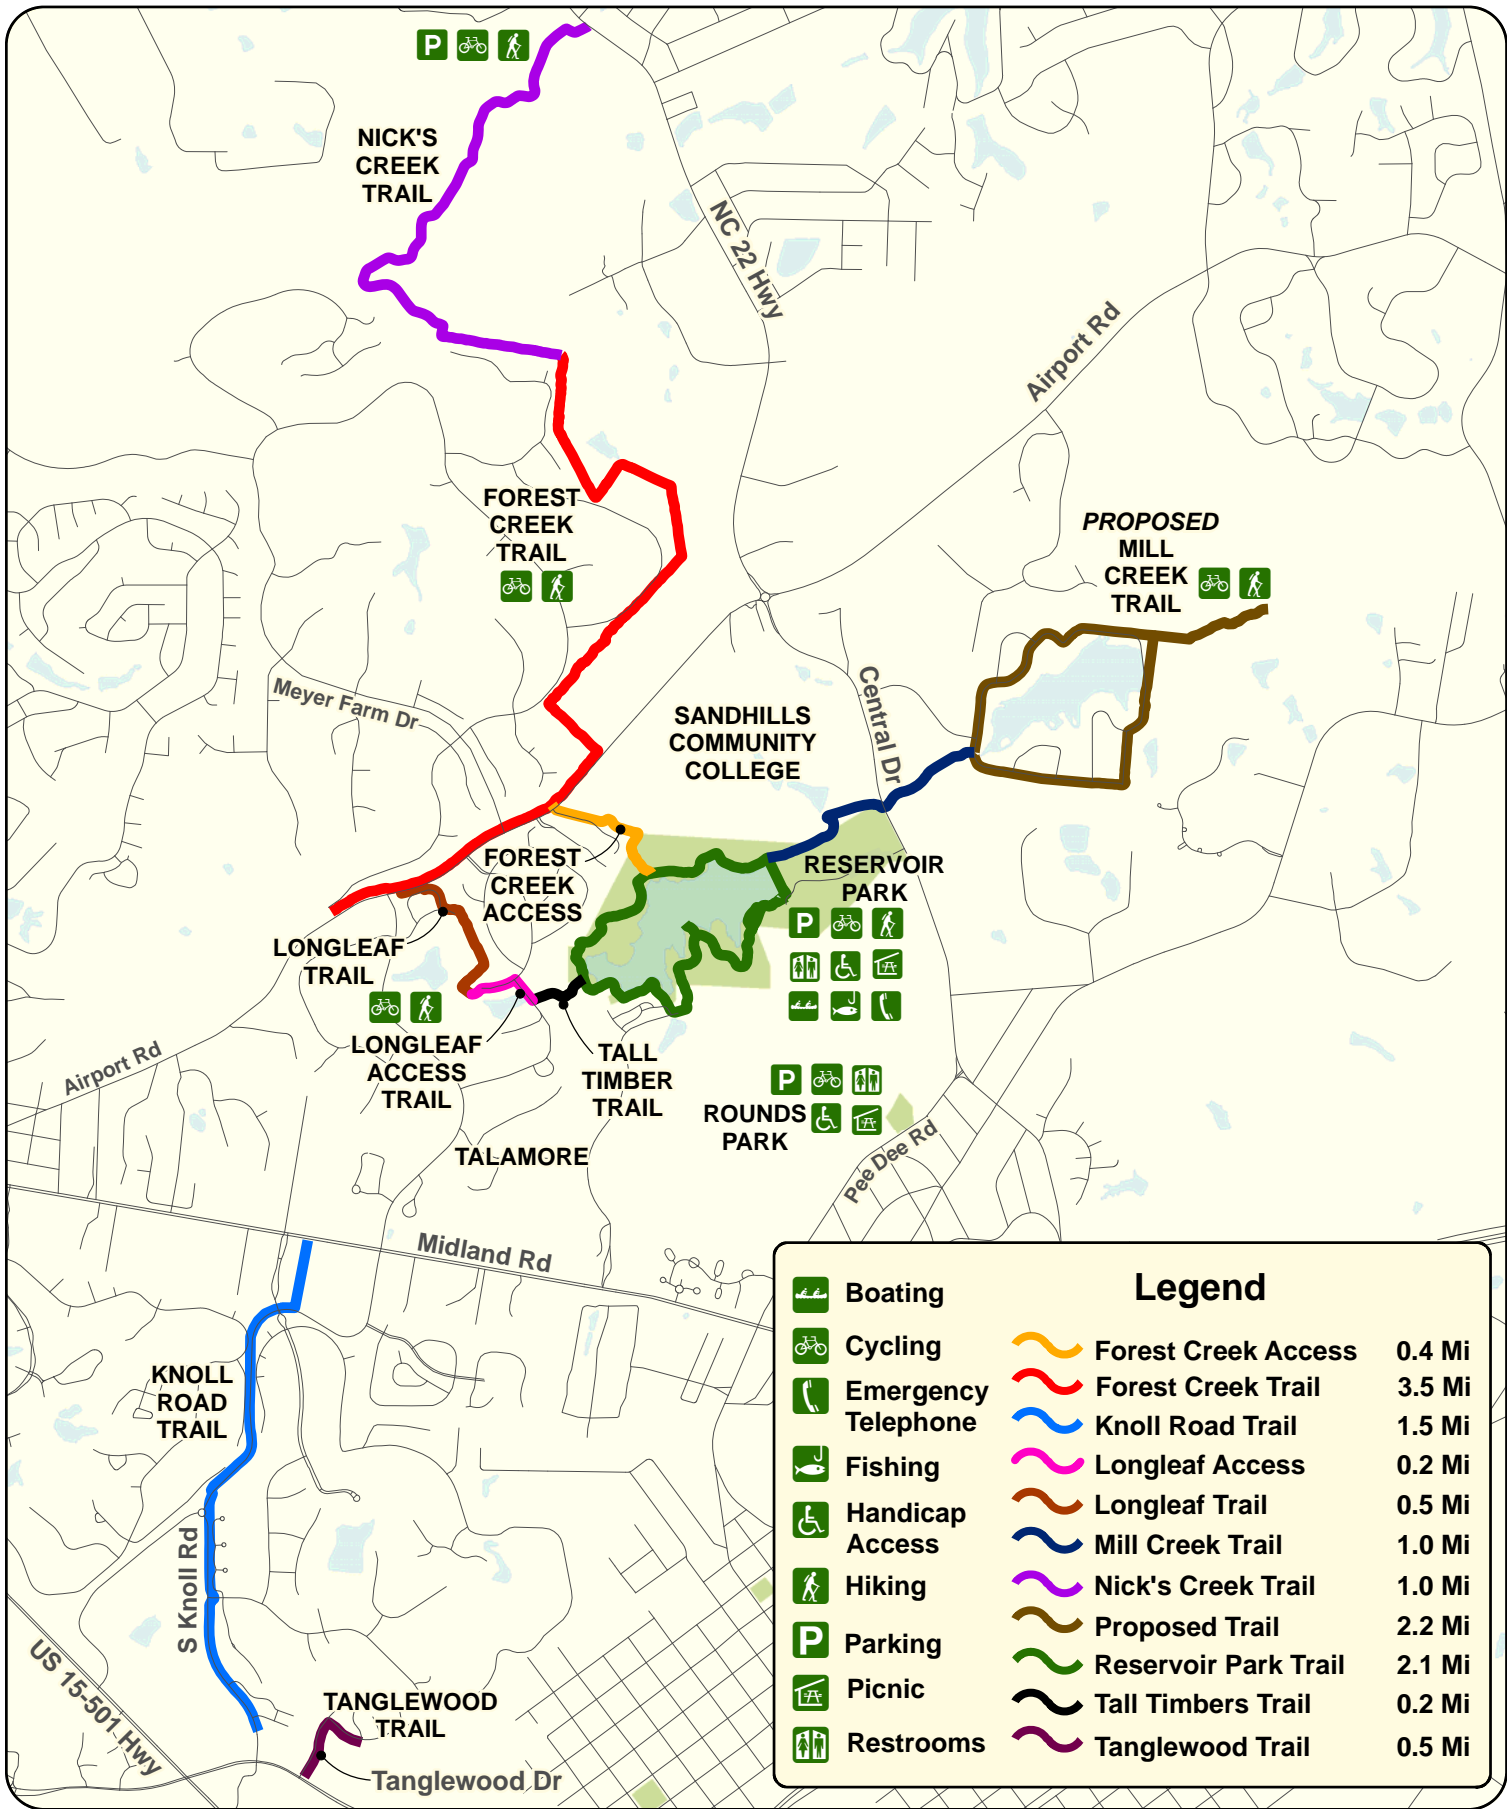 P
NICK'S
CREEK
TRAIL
NC 22 Hwy
Airport Rd
FOREST
CREEK
TRAIL
PROPOSED
MILL
CREEK
TRAIL
Meyer Farm Dr
SANDHILLS
COMMUNITY
COLLEGE
Central Dr
FOREST
CREEK
ACCESS
RESERVOIR
PARK
P
LONGLEAF
TRAIL
LONGLEAF
ACCESS
TRAIL
TALL
TIMBER
TRAIL
Airport Rd
P
ROUNDS
PARK
Pee Dee Rd
TALAMORE
Midland Rd
KNOLL
ROAD
TRAIL
S Knoll Rd
US 15-501 Hwy
TANGLEWOOD
TRAIL
Tanglewood Dr
Legend
Boating
Cycling
Emergency
Telephone
Fishing
Handicap
Access
Hiking
P Parking
Picnic
Restrooms
Forest Creek Access 0.4 Mi
Forest Creek Trail 3.5 Mi
Knoll Road Trail 1.5 Mi
Longleaf Access 0.2 Mi
Longleaf Trail 0.5 Mi
Mill Creek Trail 1.0 Mi
Nick's Creek Trail 1.0 Mi
Proposed Trail 2.2 Mi
Reservoir Park Trail 2.1 Mi
Tall Timbers Trail 0.2 Mi
Tanglewood Trail 0.5 Mi